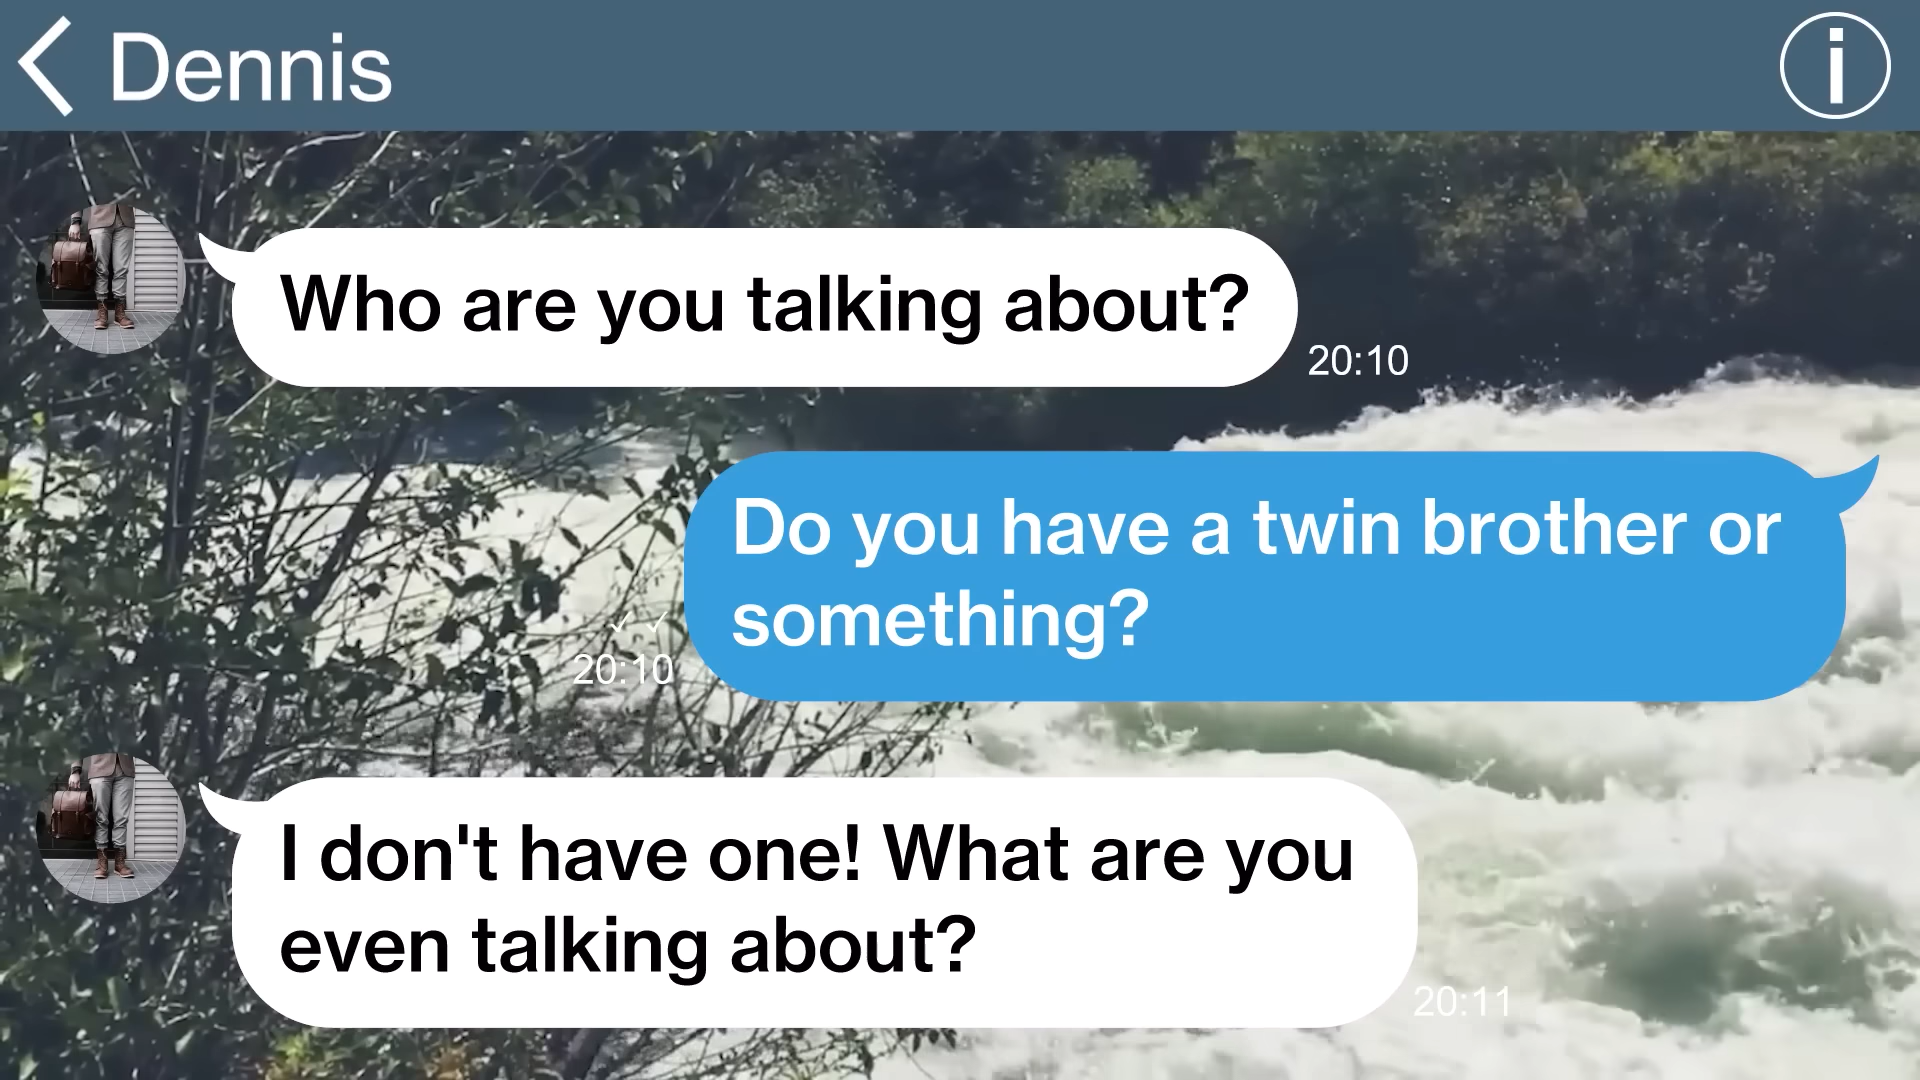 Dennis
Who are you talking about?
20:10
Do you have a twin brother or
something?
20:10
I don't have one! What are you
even talking about?
20:11